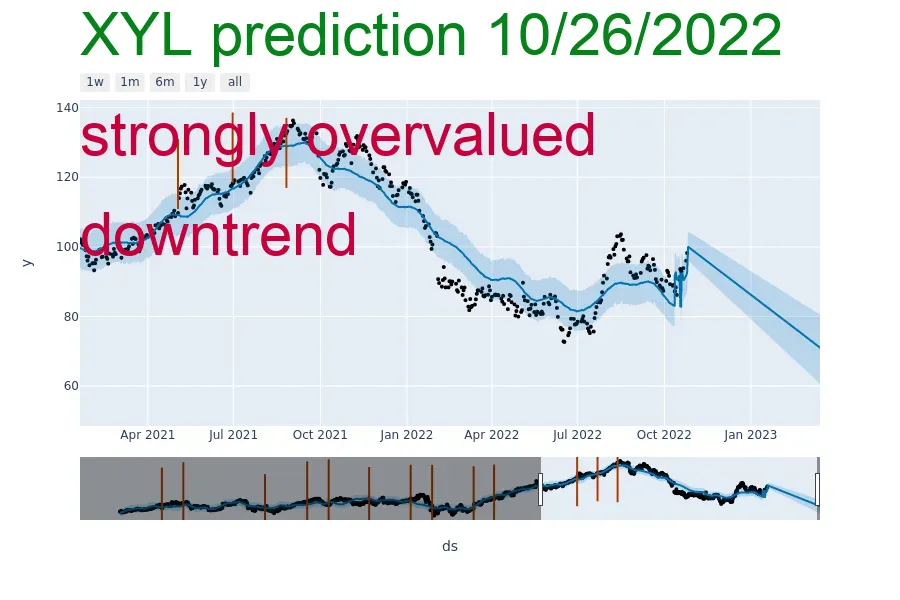 XYL prediction 10/26/2022
1w 1m 6m 1y all
140
strongly overvalued
120
downtrend
100
y
80
60
Apr 2021 Jul 2021 Oct 2021 Jan 2022 Apr 2022 Jul 2022 Oct 2022 Jan 2023
ds